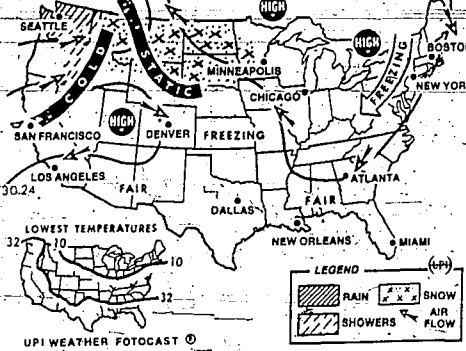 HIGH
SEATTLE
BOSTON
HIGH
COLD
STATIC
MINNEAPOLIS
FREEZING
NEW YORK
CHICAGO
HIGH
SAN FRANCISCO
DENVER
FREEZING
LOS ANGELES
30.24
FAIR
ATLANTA
DALLAS
FAIR
LOWEST TEMPERATURES
32
10
NEW ORLEANS
MIAMI
10
32
LEGEND
UPI
RAIN
SNOW
SHOWERS
AIR
FLOW
UPI WEATHER FOTOCAST ®